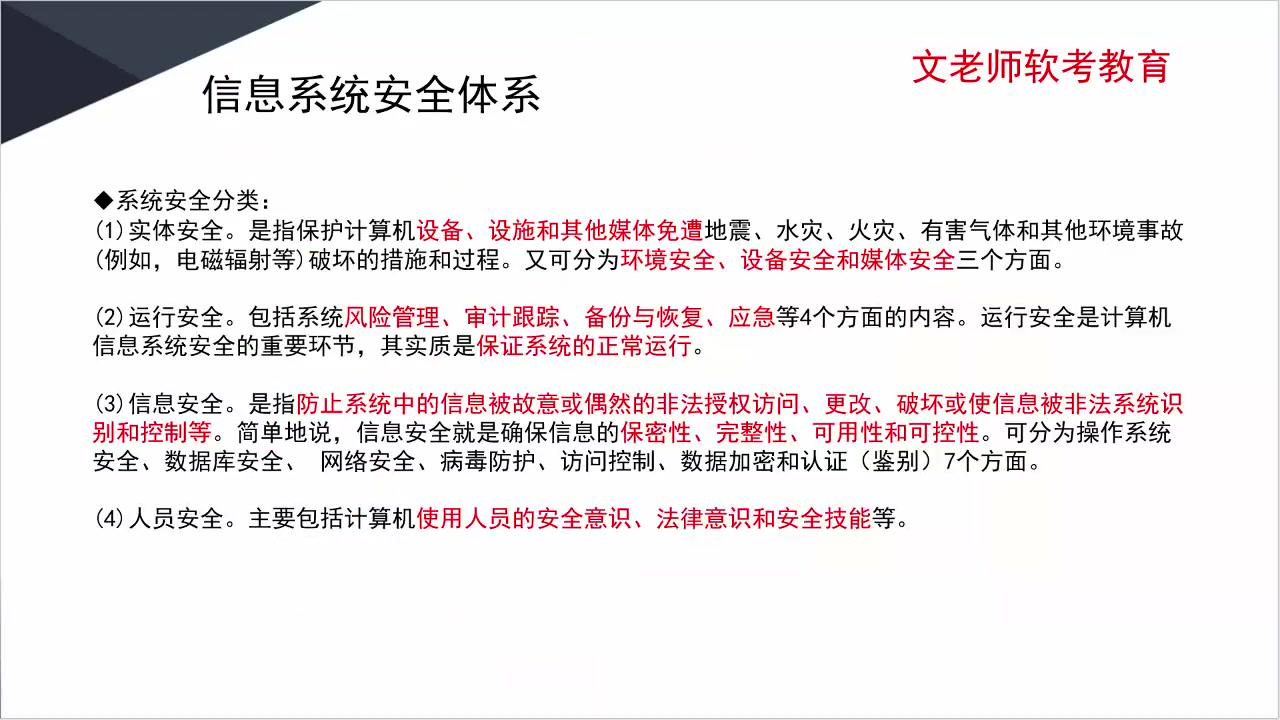 文老师软考教育
信息系统安全体系
◆系统安全分类：
(1)实体安全。是指保护计算机设备、设施和其他媒体免遭地震、水灾、火灾、有害气体和其他环境事故
(例如，电磁辐射等)破坏的措施和过程。又可分为环境安全、设备安全和媒体安全三个方面。
(2)运行安全。包括系统风险管理、审计跟踪、备份与恢复、应急等4个方面的内容。运行安全是计算机
信息系统安全的重要环节，其实质是保证系统的正常运行。
(3)信息安全。是指防止系统中的信息被故意或偶然的非法授权访问、更改、破坏或使信息被非法系统识
别和控制等。简单地说，信息安全就是确保信息的保密性、完整性、可用性和可控性。可分为操作系统
安全、数据库安全、 网络安全、病毒防护、访问控制、数据加密和认证（鉴别）7个方面。
(4)人员安全。主要包括计算机使用人员的安全意识、法律意识和安全技能等。